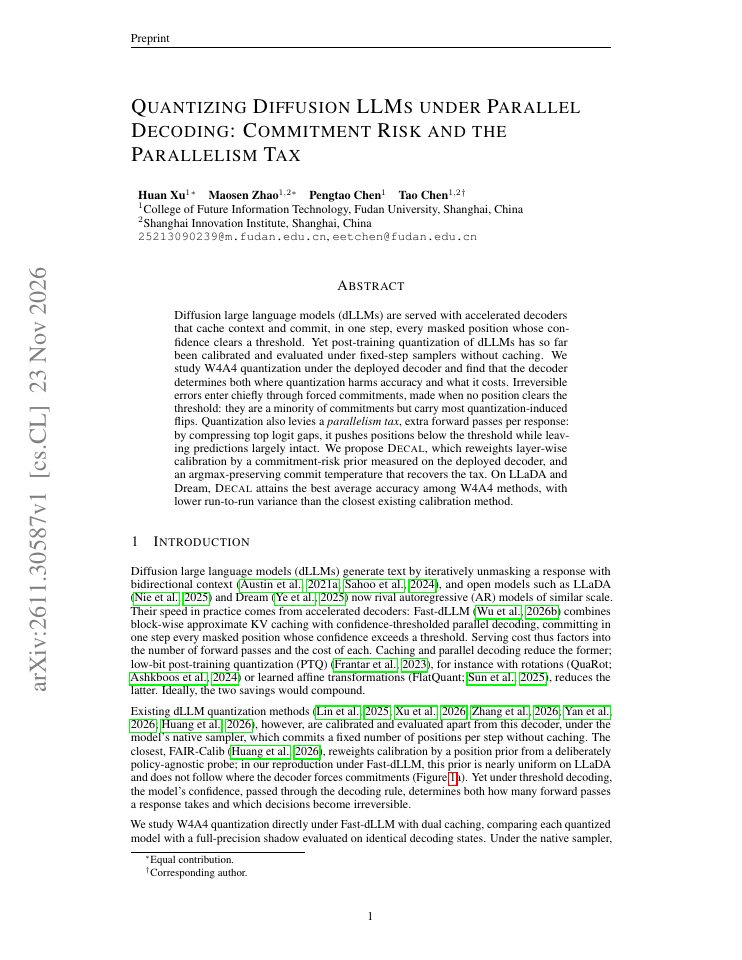 Preprint
QUANTIZING DIFFUSION LLMS UNDER PARALLEL
DECODING: COMMITMENT RISK AND THE
PARALLELISM TAX
Huan Xu1∗ Maosen Zhao1,2∗ Pengtao Chen1 Tao Chen1,2†
1College of Future Information Technology, Fudan University, Shanghai, China
2Shanghai Innovation Institute, Shanghai, China
25213090239@m.fudan.edu.cn, eetchen@fudan.edu.cn
ABSTRACT
Diffusion large language models (dLLMs) are served with accelerated decoders
that cache context and commit, in one step, every masked position whose con-
fidence clears a threshold. Yet post-training quantization of dLLMs has so far
been calibrated and evaluated under fixed-step samplers without caching. We
study W4A4 quantization under the deployed decoder and find that the decoder
determines both where quantization harms accuracy and what it costs. Irreversible
errors enter chiefly through forced commitments, made when no position clears the
threshold: they are a minority of commitments but carry most quantization-induced
flips. Quantization also levies a parallelism tax, extra forward passes per response:
by compressing top logit gaps, it pushes positions below the threshold while leav-
ing predictions largely intact. We propose DECAL, which reweights layer-wise
calibration by a commitment-risk prior measured on the deployed decoder, and
an argmax-preserving commit temperature that recovers the tax. On LLaDA and
Dream, DECAL attains the best average accuracy among W4A4 methods, with
lower run-to-run variance than the closest existing calibration method.
1 INTRODUCTION
Diffusion large language models (dLLMs) generate text by iteratively unmasking a response with
bidirectional context (Austin et al., 2021a; Sahoo et al., 2024), and open models such as LLaDA
(Nie et al., 2025) and Dream (Ye et al., 2025) now rival autoregressive (AR) models of similar scale.
Their speed in practice comes from accelerated decoders: Fast-dLLM (Wu et al., 2026b) combines
block-wise approximate KV caching with confidence-thresholded parallel decoding, committing
in one step every masked position whose confidence exceeds a threshold. Serving cost thus factors
into the number of forward passes and the cost of each. Caching and parallel decoding reduce the former;
low-bit post-training quantization (PTQ) (Frantar et al., 2023), for instance with rotations (QuaRot;
Ashkboos et al., 2024) or learned affine transformations (FlatQuant; Sun et al., 2025), reduces the
latter. Ideally, the two savings would compound.
Existing dLLM quantization methods (Lin et al., 2025; Xu et al., 2026; Zhang et al., 2026; Yan et al.,
2026; Huang et al., 2026), however, are calibrated and evaluated apart from this decoder, under the
model's native sampler, which commits a fixed number of positions per step without caching. The
closest, FAIR-Calib (Huang et al., 2026), reweights calibration by a position prior from a deliberately
policy-agnostic probe; in our reproduction under Fast-dLLM, this prior is nearly uniform on LLaDA
and does not follow where the decoder forces commitments (Figure 1a). Yet under threshold decoding,
the model's confidence, passed through the decoding rule, determines both how many forward passes
a response takes and which decisions become irreversible.
We study W4A4 quantization directly under Fast-dLLM with dual caching, comparing each quantized
model with a full-precision shadow evaluated on identical decoding states. Under the native sampler,
∗Equal contribution.
†Corresponding author.
1
arXiv:2611.30587v1 [cs.CL] 23 Nov 2026